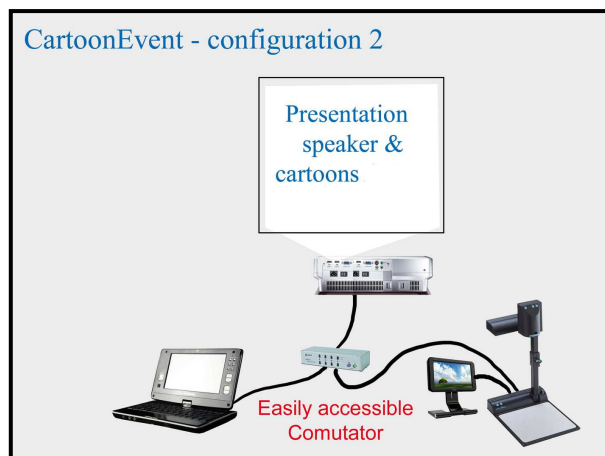 CartoonEvent - configuration 2
Presentation
speaker &
cartoons
Easily accessible
Comutator